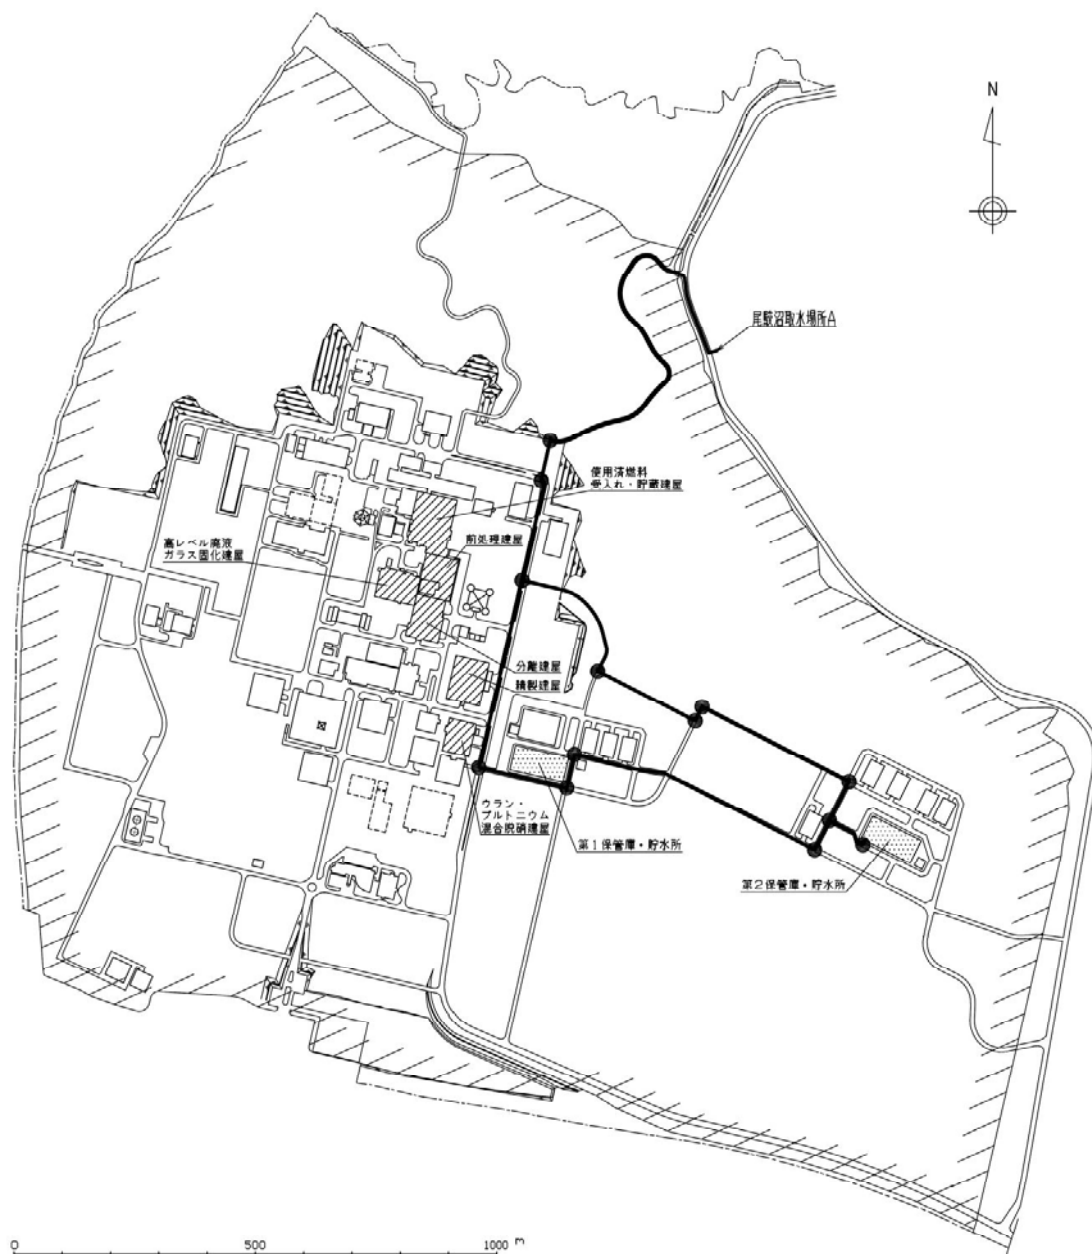 N
尾駮沼取水場所A
使用済燃料
受入れ・貯蔵建屋
前処理建屋
高レベル廃液
ガラス固化建屋
分離建屋
精製建屋
ウラン・
プルトニウム
混合脱硝建屋
第1保管庫・貯水所
第2保管庫・貯水所
0 500 1000 m